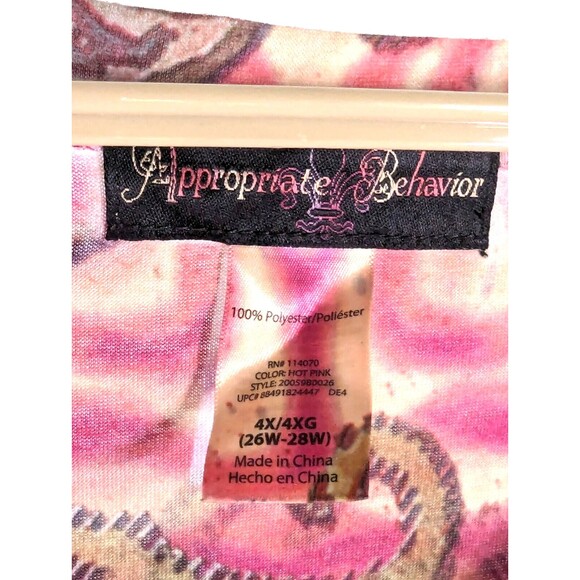 Appropriate Behavior
100% Polyester/Poliéster
RN# 114070
COLOR: HOT PINK
STYLE: 2005980026
UPC# 88491824447 DE4
4X/4XG
(26W-28W)
Made in China
Hecho en China